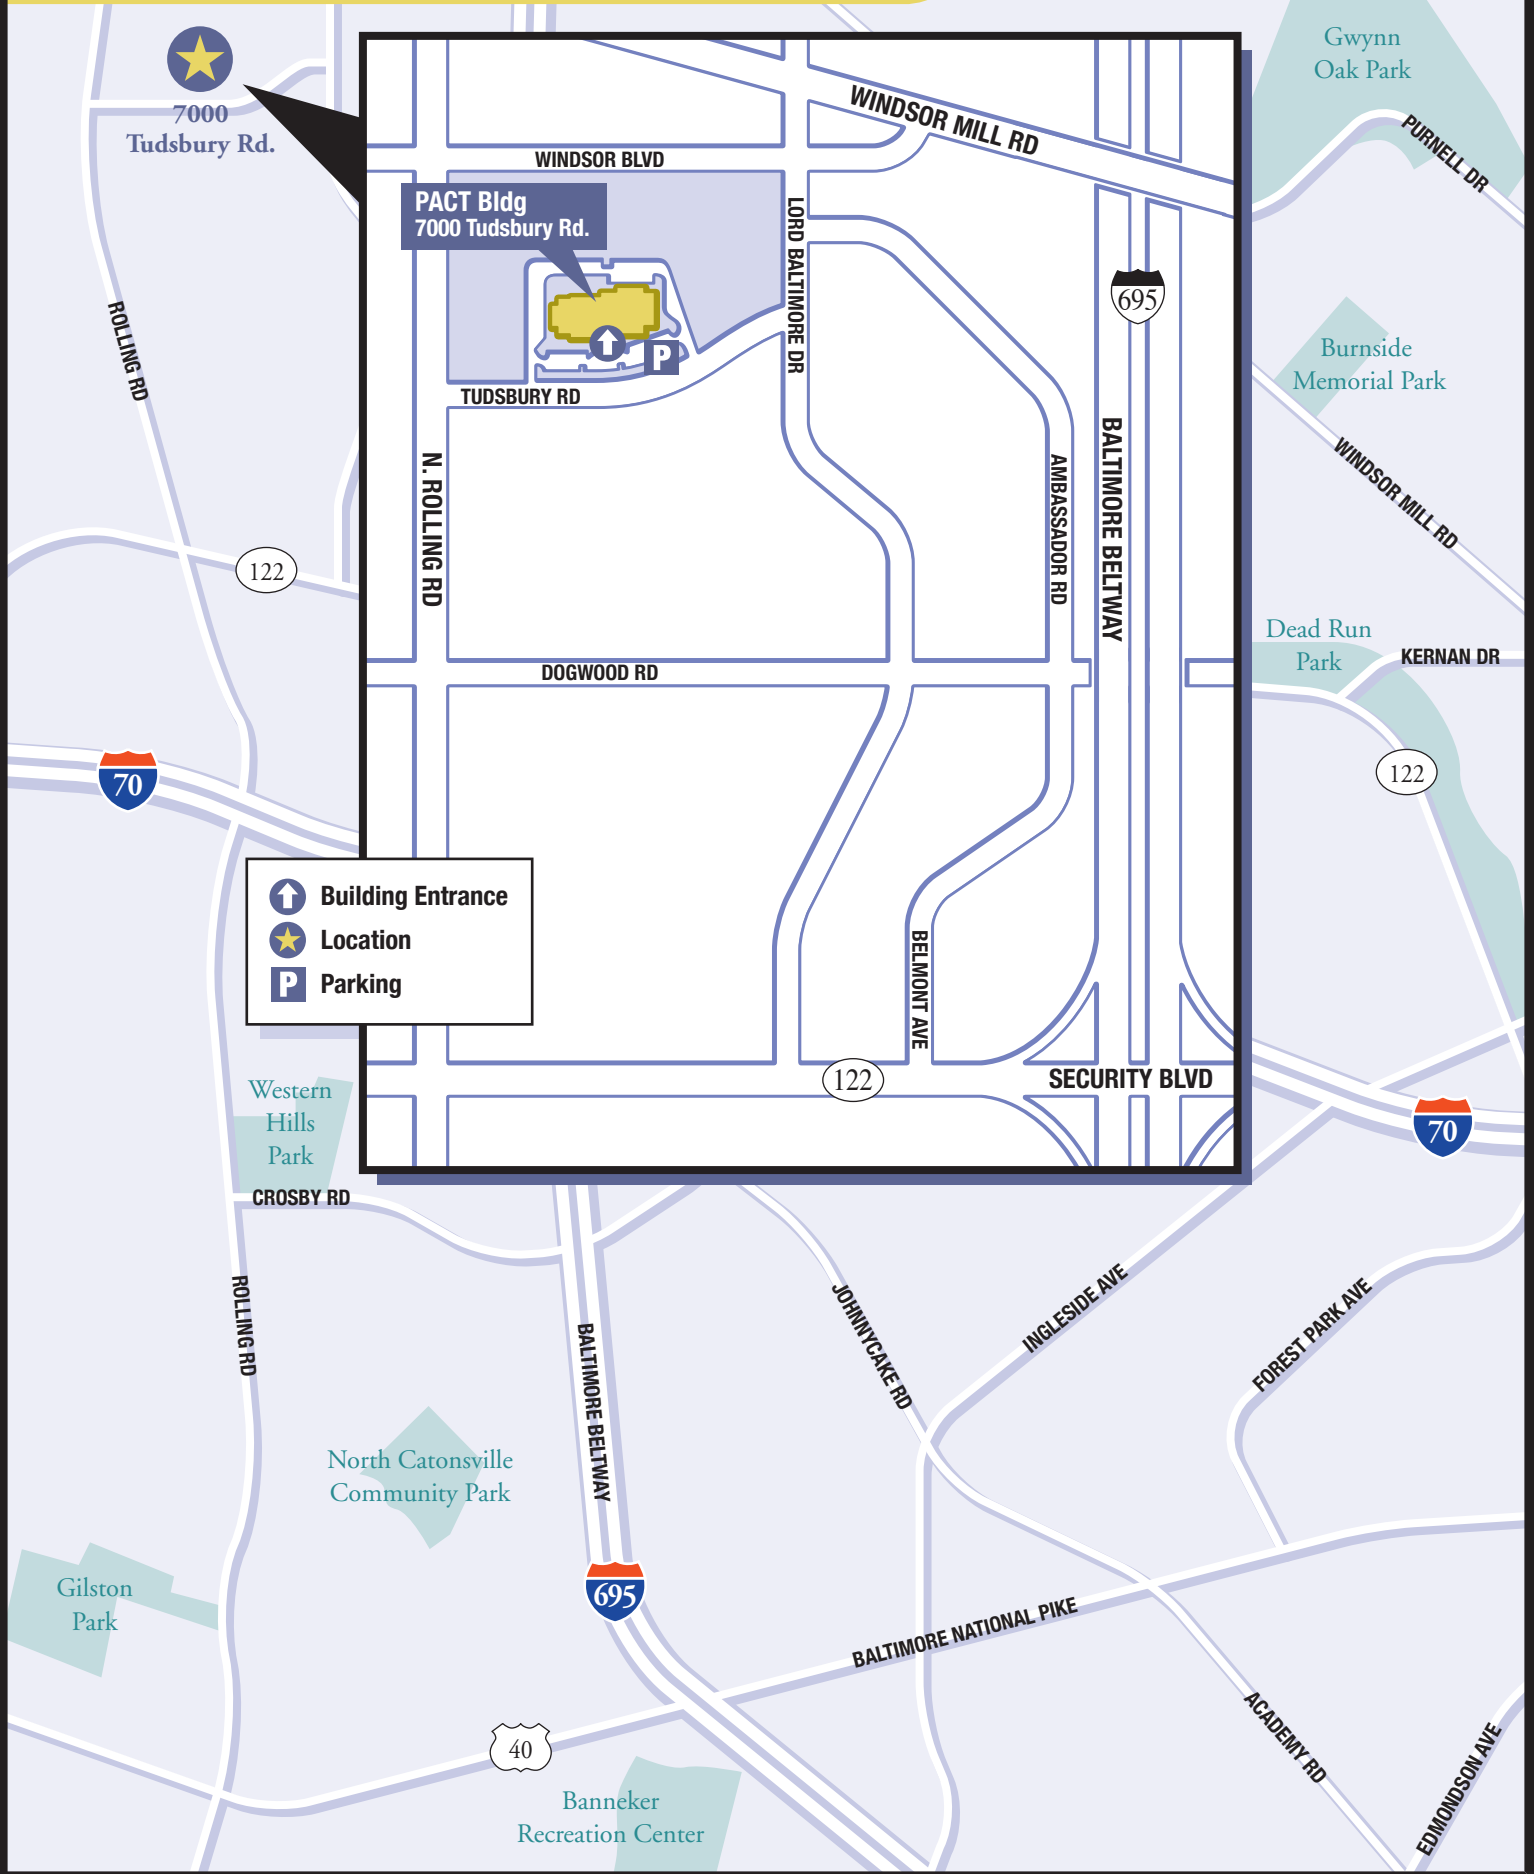 7000
Tudsbury Rd.
Gwynn
Oak Park
PURNELL DR
WINDSOR MILL RD
WINDSOR BLVD
PACT Bldg
7000 Tudsbury Rd.
LORD BALTIMORE DR
695
P
TUDSBURY RD
ROLLING RD
Burnside
Memorial Park
WINDSOR MILL RD
N. ROLLING RD
AMBASSADOR RD
BALTIMORE BELTWAY
122
Dead Run
Park
KERNAN DR
DOGWOOD RD
70
122
Building Entrance
Location
P Parking
BELMONT AVE
122
SECURITY BLVD
Western
Hills
Park
70
CROSBY RD
ROLLING RD
BALTIMORE BELTWAY
JOHNNYCAKE RD
INGLESIDE AVE
FOREST PARK AVE
North Catonsville
Community Park
Gilston
Park
695
BALTIMORE NATIONAL PIKE
40
ACADEMY RD
EDMONDSON AVE
Banneker
Recreation Center